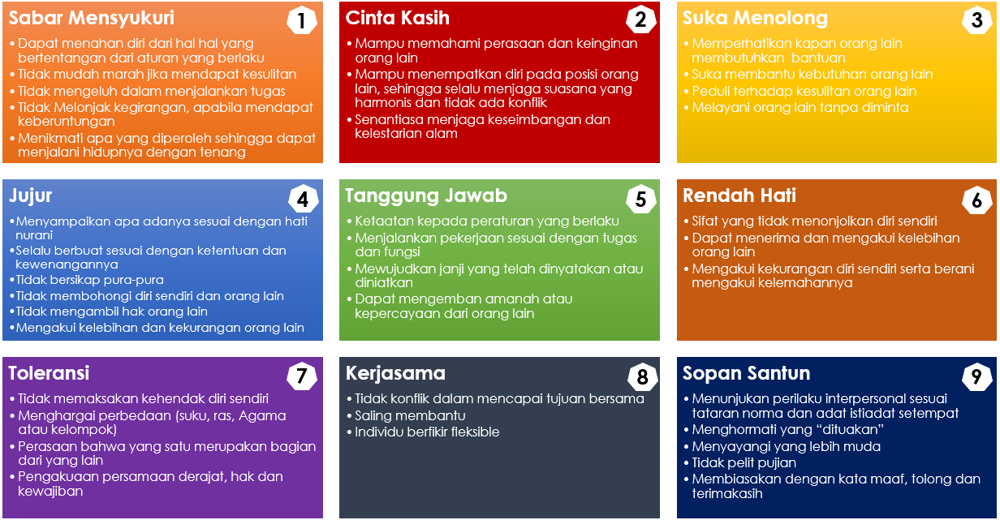 Sabar Mensyukuri
1
• Dapat menahan diri dari hal hal yang
bertentangan dari aturan yang berlaku
• Tidak mudah marah jika mendapat kesulitan
• Tidak mengeluh dalam menjalankan tugas
• Tidak Melonjak kegirangan, apabila mendapat
keberuntungan
• Menikmati apa yang diperoleh sehingga dapat
menjalani hidupnya dengan tenang
Cinta Kasih
2
• Mampu memahami perasaan dan keinginan
orang lain
• Mampu menempatkan diri pada posisi orang
lain, sehingga selalu menjaga suasana yang
harmonis dan tidak ada konflik
• Senantiasa menjaga keseimbangan dan
kelestarian alam
Suka Menolong
3
• Memperhatikan kapan orang lain
membutuhkan  bantuan
• Suka membantu kebutuhan orang lain
• Peduli terhadap kesulitan orang lain
• Melayani orang lain tanpa diminta
Jujur
4
•Menyampaikan apa adanya sesuai dengan hati
nurani
•Selalu berbuat sesuai dengan ketentuan dan
kewenangannya
•Tidak bersikap pura-pura
•Tidak membohongi diri sendiri dan orang lain
•Tidak mengambil hak orang lain
•Mengakui kelebihan dan kekurangan orang lain
Tanggung Jawab
5
• Ketaatan kepada peraturan yang berlaku
• Menjalankan pekerjaan sesuai dengan tugas
dan fungsi
• Mewujudkan janji yang telah dinyatakan atau
diniatkan
• Dapat mengemban amanah atau
kepercayaan dari orang lain
Rendah Hati
6
• Sifat yang tidak menonjolkan diri sendiri
• Dapat menerima dan mengakui kelebihan
orang lain
• Mengakui kekurangan diri sendiri serta berani
mengakui kelemahannya
Toleransi
7
• Tidak memaksakan kehendak diri sendiri
• Menghargai perbedaan (suku, ras, Agama
atau kelompok)
• Perasaan bahwa yang satu merupakan bagian
dari yang lain
• Pengakuaan persamaan derajat, hak dan
kewajiban
Kerjasama
8
• Tidak konflik dalam mencapai tujuan bersama
• Saling membantu
• Individu berfikir fleksible
Sopan Santun
9
• Menunjukan perilaku interpersonal sesuai
tataran norma dan adat istiadat setempat
• Menghormati yang “dituakan”
• Menyayangi yang lebih muda
• Tidak pelit pujian
• Membiasakan dengan kata maaf, tolong dan
terimakasih